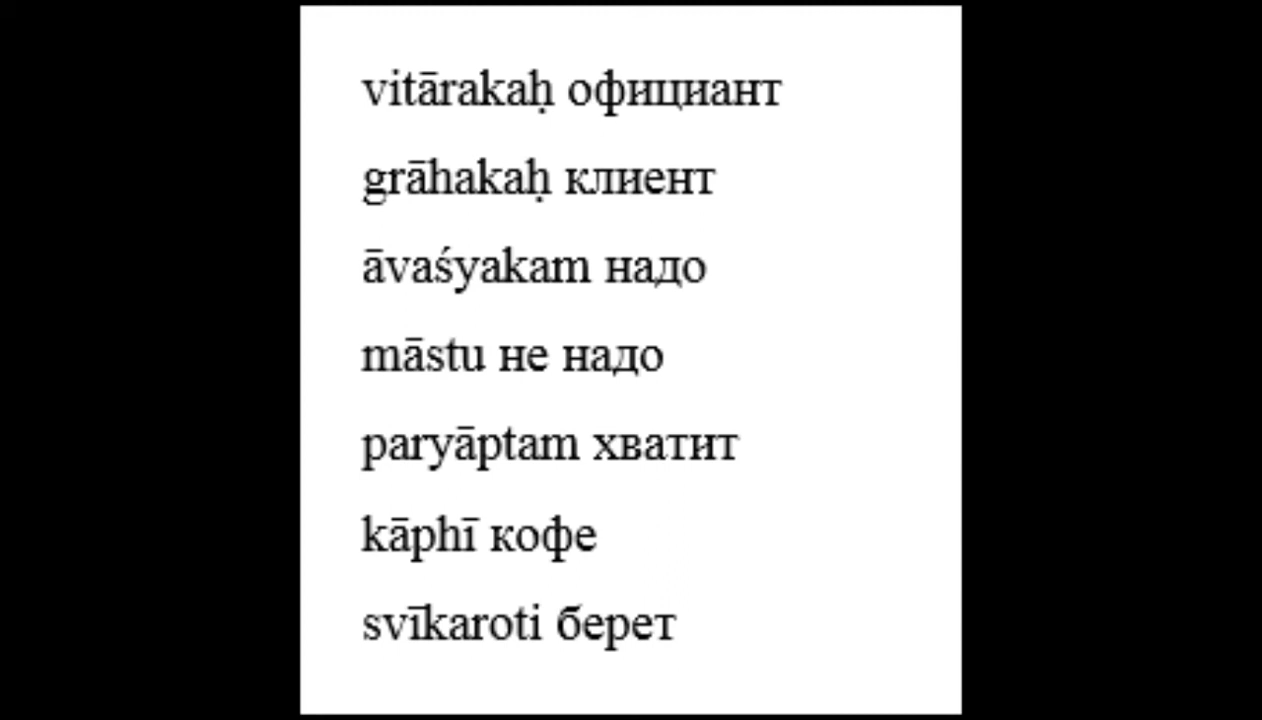 vitārakaḥ официант
grāhakaḥ клиент
āvaśyakam надо
māstu не надо
paryāptam хватит
kāphī кофе
svīkaroti берет